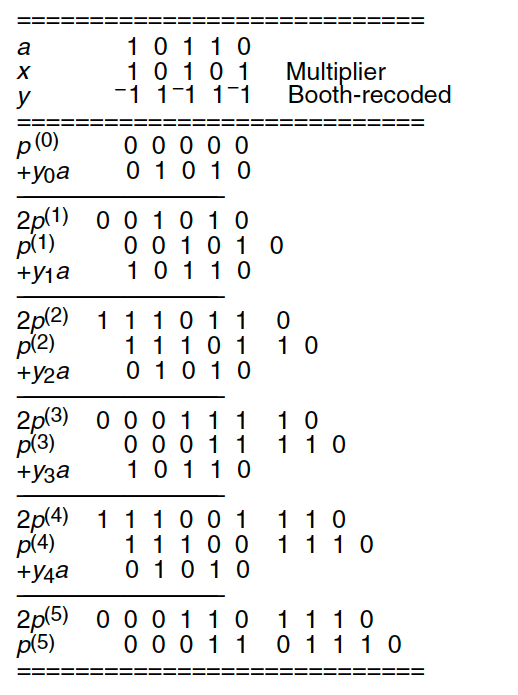 ============================
a 1 0 1 1 0
x 1 0 1 0 1 Multiplier
y ⁻1 1 ⁻1 1 ⁻1 Booth-recoded
============================
p(0) 0 0 0 0 0
+y0a 0 1 0 1 0
2p(1) 0 0 1 0 1 0
p(1) 0 0 1 0 1 0
+y1a 1 0 1 1 0
2p(2) 1 1 1 0 1 1 0
p(2) 1 1 1 0 1 1 0
+y2a 0 1 0 1 0
2p(3) 0 0 0 1 1 1 1 0
p(3) 0 0 0 1 1 1 1 0
+y3a 1 0 1 1 0
2p(4) 1 1 1 0 0 1 1 1 0
p(4) 1 1 1 0 0 1 1 1 0
+y4a 0 1 0 1 0
2p(5) 0 0 0 1 1 0 1 1 1 0
p(5) 0 0 0 1 1 0 1 1 1 0
============================